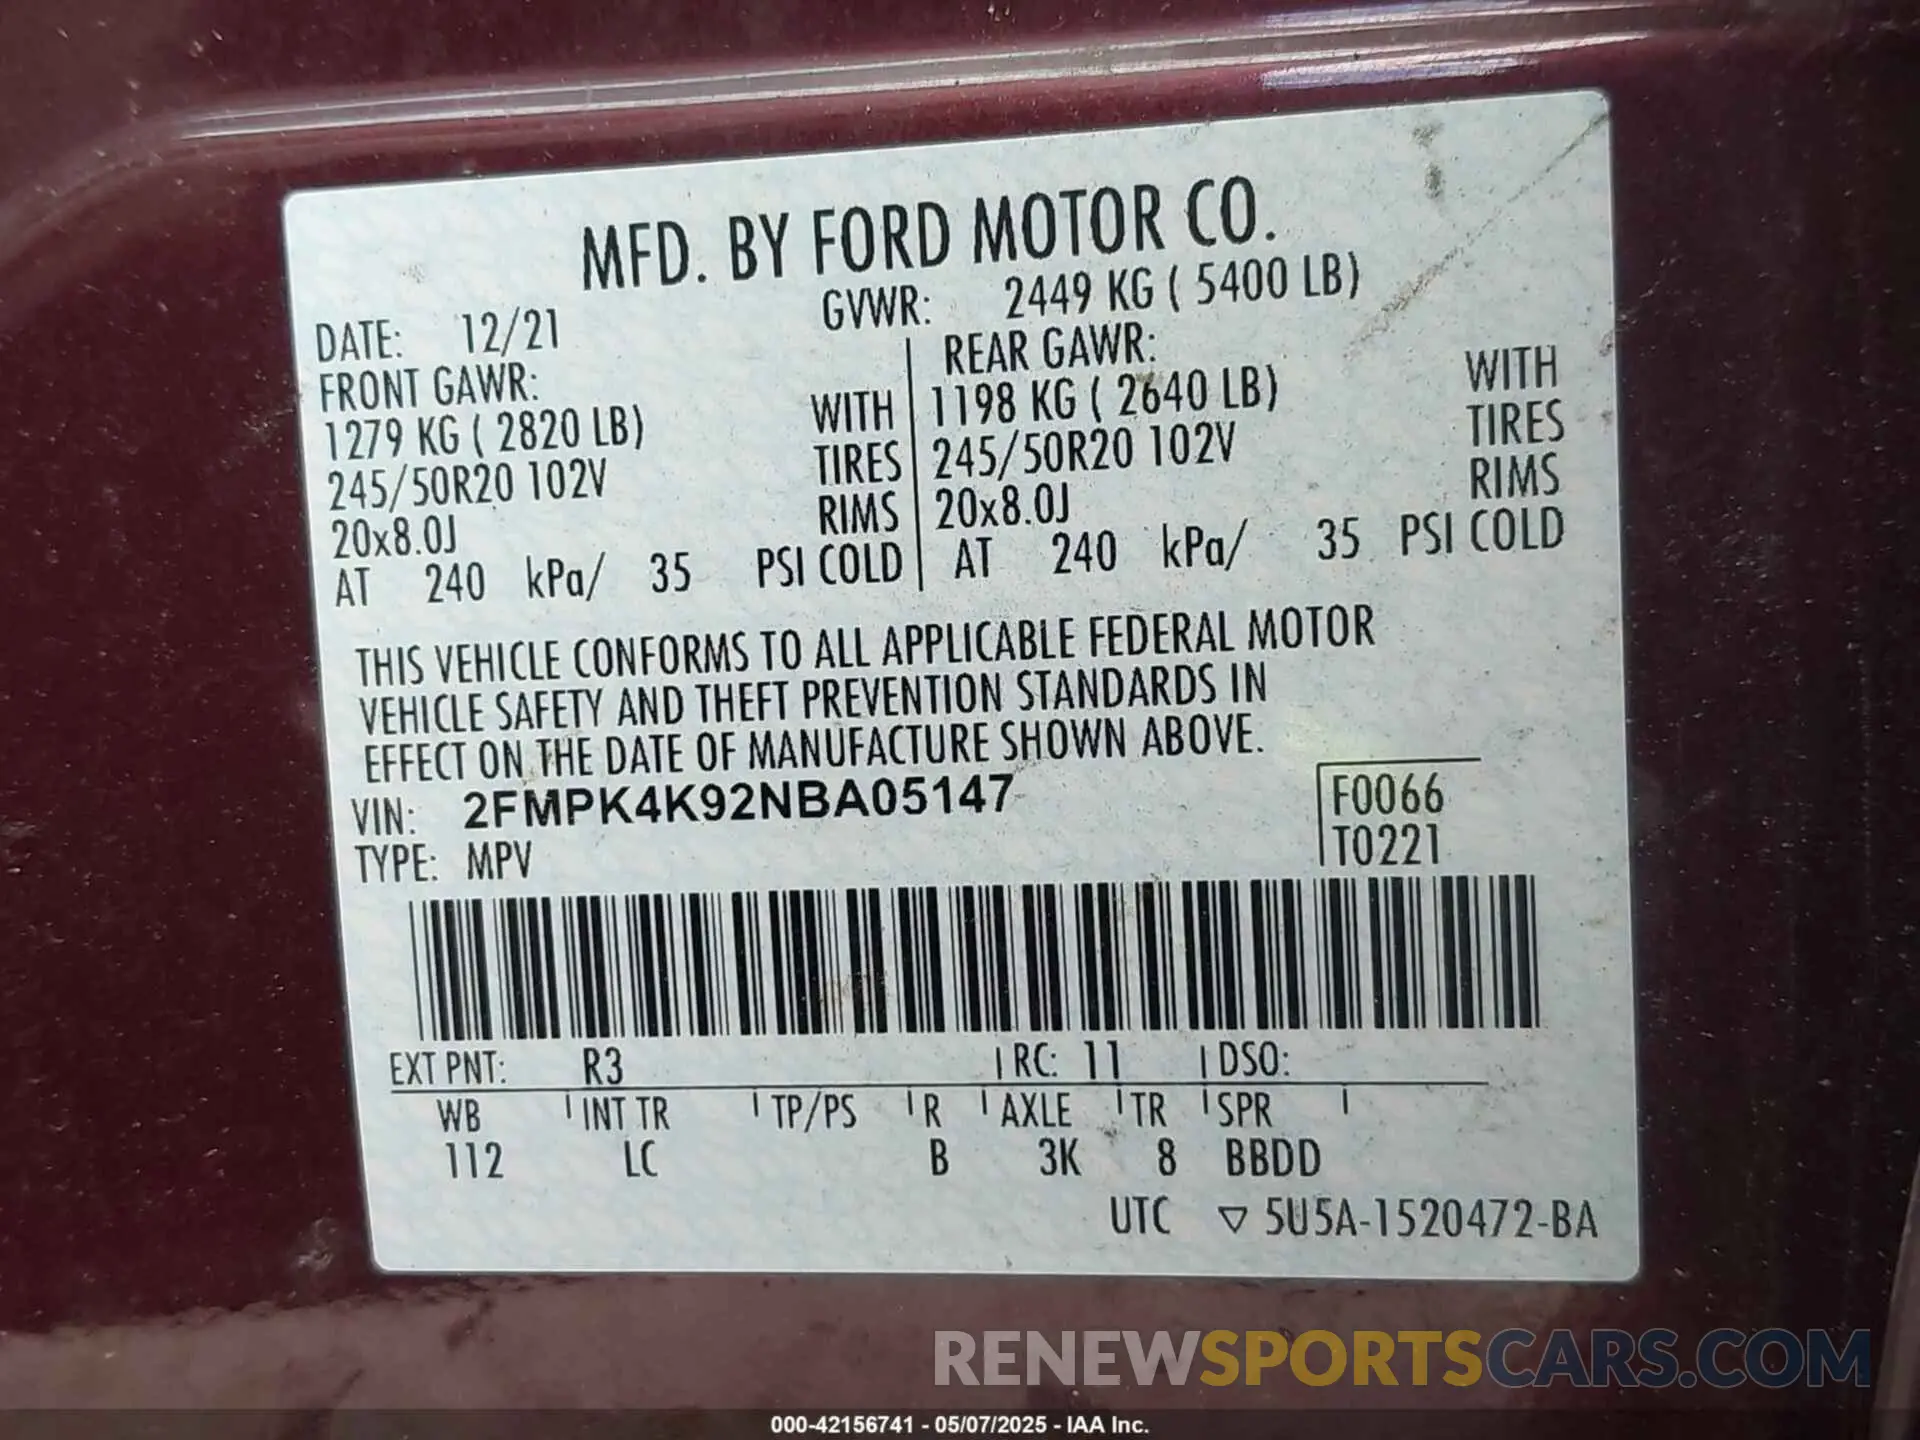 MFD. BY FORD MOTOR CO.
DATE: 12/21 GVWR: 2449 KG ( 5400 LB)
FRONT GAWR: REAR GAWR:
1279 KG ( 2820 LB) WITH 1198 KG ( 2640 LB) WITH
245/50R20 102V TIRES 245/50R20 102V TIRES
20x8.0J RIMS 20x8.0J RIMS
AT 240 kPa/ 35 PSI COLD AT 240 kPa/ 35 PSI COLD
THIS VEHICLE CONFORMS TO ALL APPLICABLE FEDERAL MOTOR
VEHICLE SAFETY AND THEFT PREVENTION STANDARDS IN
EFFECT ON THE DATE OF MANUFACTURE SHOWN ABOVE.
VIN: 2FMPK4K92NBA05147 F0066
TYPE: MPV T0221
EXT PNT: R3 RC: 11 DSO:
WB INT TR TP/PS R AXLE TR SPR
112 LC B 3K 8 BBDD
UTC ▽ 5U5A-1520472-BA
RENEWSPORTSCARS.COM
000-42156741 - 05/07/2025 - IAA Inc.